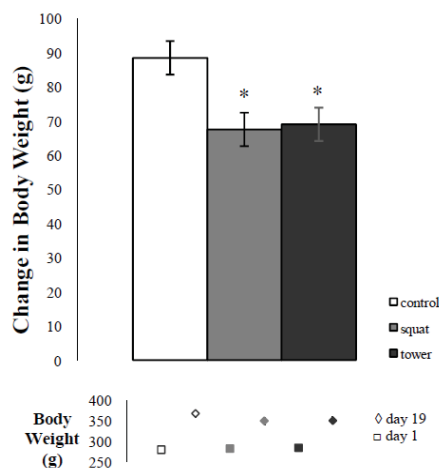 Change in Body Weight (g)
100
90
80
70
60
50
40
30
20
10
0
*
*
control
squat
tower
Body
Weight
(g)
400
350
300
250
day 19
day 1